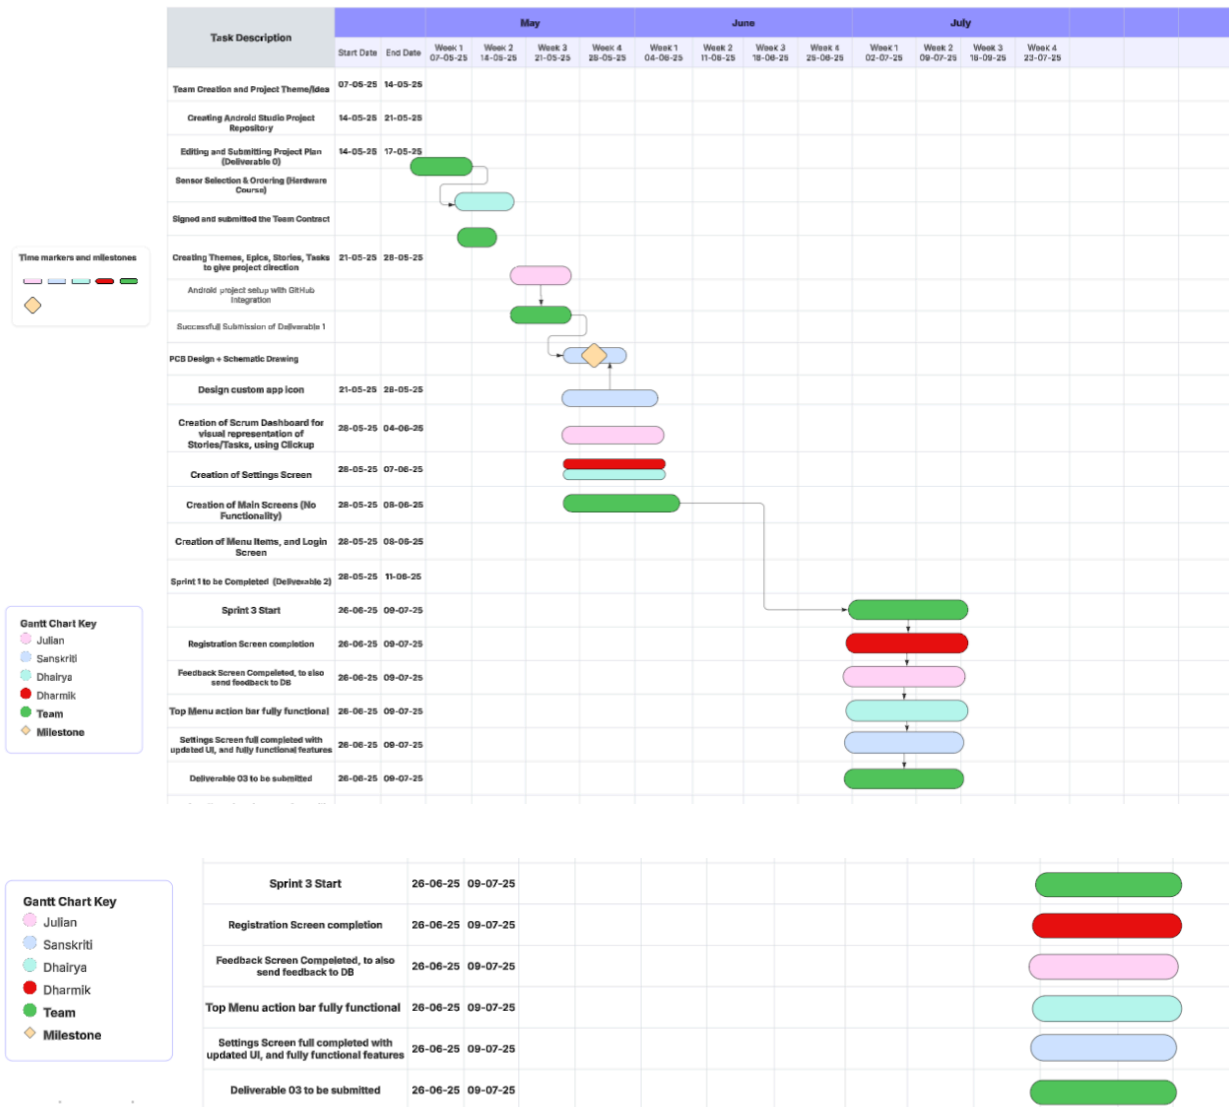 Task Description
May
June
July
Start Date
End Date
Week 1
07-05-25
Week 2
14-05-25
Week 3
21-05-25
Week 4
28-05-25
Week 1
04-06-25
Week 2
11-06-25
Week 3
18-06-25
Week 4
25-06-25
Week 1
02-07-25
Week 2
09-07-25
Week 3
16-09-25
Week 4
23-07-25
Team Creation and Project Theme/Idea 07-05-25 14-05-25
Creating Android Studio Project
Repository
14-05-25 21-05-25
Editing and Submitting Project Plan
(Deliverable 0)
14-05-25 17-05-25
Sensor Selection & Ordering (Hardware
Course)
Signed and submitted the Team Contract
Creating Themes, Epics, Stories, Tasks
to give project direction
21-05-25 28-05-25
Android project setup with GitHub
Integration
Successfull Submission of Deliverable 1
PCB Design + Schematic Drawing
Design custom app icon 21-05-25 28-05-25
Creation of Scrum Dashboard for
visual representation of
Stories/Tasks, using Clickup
28-05-25 04-06-25
Creation of Settings Screen 28-05-25 07-06-25
Creation of Main Screens (No
Functionality)
28-05-25 08-06-25
Creation of Menu Items, and Login
Screen
28-05-25 08-06-25
Sprint 1 to be Completed (Deliverable 2) 28-05-25 11-06-25
Sprint 3 Start 26-06-25 09-07-25
Registration Screen completion 26-06-25 09-07-25
Feedback Screen Compeleted, to also
send feedback to DB
26-06-25 09-07-25
Top Menu action bar fully functional 26-06-25 09-07-25
Settings Screen full completed with
updated UI, and fully functional features
26-06-25 09-07-25
Deliverable 03 to be submitted 26-06-25 09-07-25
Time markers and milestones
Gantt Chart Key
Julian
Sanskriti
Dhairya
Dharmik
Team
Milestone
Gantt Chart Key
Julian
Sanskriti
Dhairya
Dharmik
Team
Milestone
Sprint 3 Start 26-06-25 09-07-25
Registration Screen completion 26-06-25 09-07-25
Feedback Screen Compeleted, to also
send feedback to DB
26-06-25 09-07-25
Top Menu action bar fully functional 26-06-25 09-07-25
Settings Screen full completed with
updated UI, and fully functional features
26-06-25 09-07-25
Deliverable 03 to be submitted 26-06-25 09-07-25